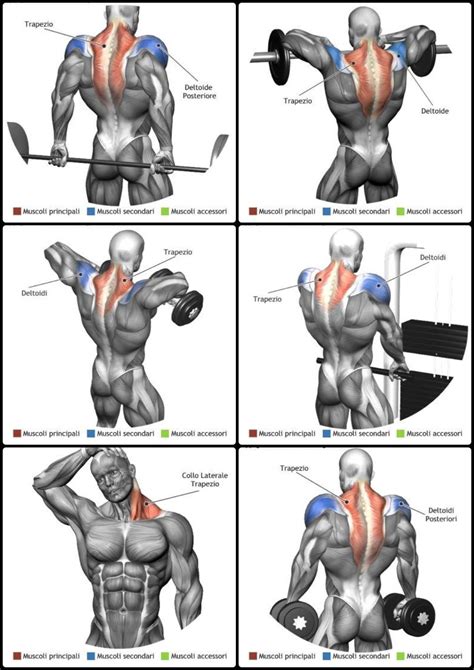 Trapezio
Deltoide
Posteriore
Muscoli principali Muscoli secondari Muscoli accessori
Trapezio
Deltoide
Muscoli principali Muscoli secondari Muscoli accessori
Trapezio
Deltoidi
Muscoli principali Muscoli secondari Muscoli accessori
Deltoidi
Trapezio
Muscoli principali Muscoli secondari Muscoli accessori
Collo Laterale
Trapezio
Muscoli principali Muscoli secondari Muscoli accessori
Trapezio
Deltoidi
Posteriori
Muscoli principali Muscoli secondari Muscoli accessori